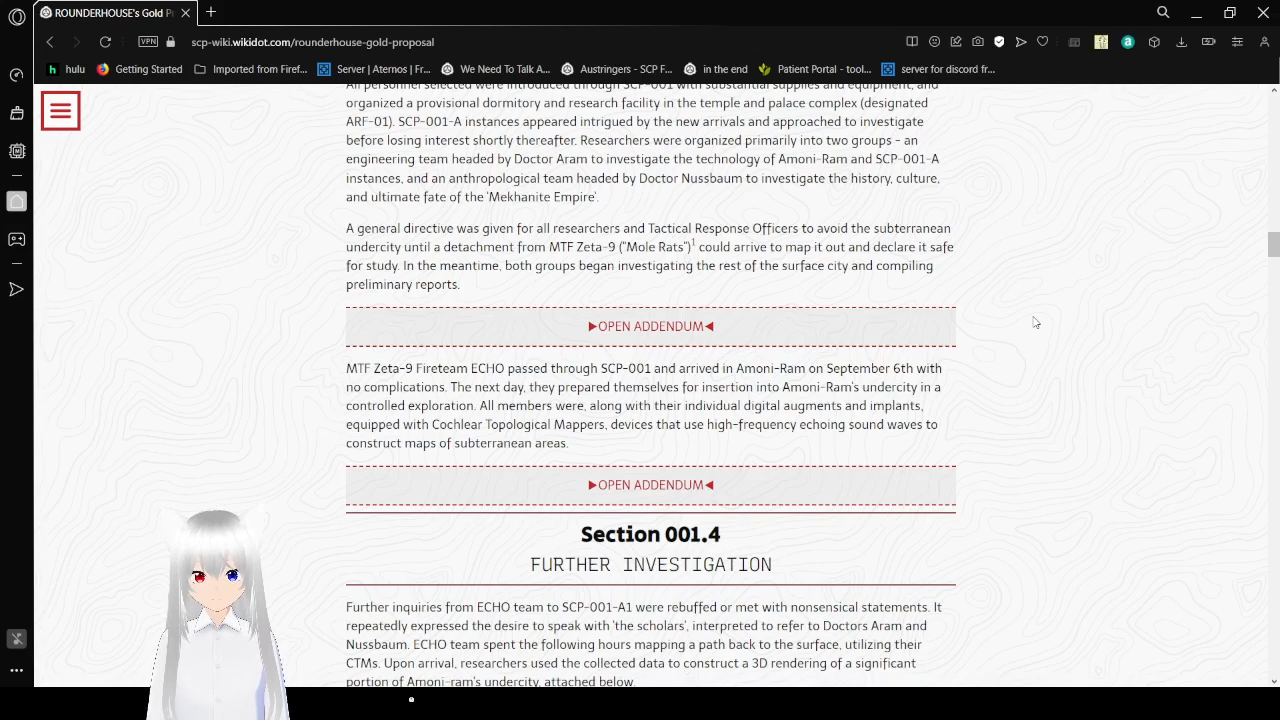 ROUNDERHOUSE's Gold P
VPN
scp-wiki.wikidot.com/rounderhouse-gold-proposal
hulu
Getting Started
Imported from Firef...
Server | Aternos | Fr...
We Need To Talk A...
Austringers - SCP F...
in the end
Patient Portal - tool...
server for discord fr...
All personnel selected were introduced through SCP-001 with substantial supplies and equipment, and
organized a provisional dormitory and research facility in the temple and palace complex (designated
ARF-01). SCP-001-A instances appeared intrigued by the new arrivals and approached to investigate
before losing interest shortly thereafter. Researchers were organized primarily into two groups - an
engineering team headed by Doctor Aram to investigate the technology of Amoni-Ram and SCP-001-A
instances, and an anthropological team headed by Doctor Nussbaum to investigate the history, culture,
and ultimate fate of the 'Mekhanite Empire'.
A general directive was given for all researchers and Tactical Response Officers to avoid the subterranean
undercity until a detachment from MTF Zeta-9 ("Mole Rats")1 could arrive to map it out and declare it safe
for study. In the meantime, both groups began investigating the rest of the surface city and compiling
preliminary reports.
▶OPEN ADDENDUM◀
MTF Zeta-9 Fireteam ECHO passed through SCP-001 and arrived in Amoni-Ram on September 6th with
no complications. The next day, they prepared themselves for insertion into Amoni-Ram's undercity in a
controlled exploration. All members were, along with their individual digital augments and implants,
equipped with Cochlear Topological Mappers, devices that use high-frequency echoing sound waves to
construct maps of subterranean areas.
▶OPEN ADDENDUM◀
Section 001.4
FURTHER INVESTIGATION
Further inquiries from ECHO team to SCP-001-A1 were rebuffed or met with nonsensical statements. It
repeatedly expressed the desire to speak with 'the scholars', interpreted to refer to Doctors Aram and
Nussbaum. ECHO team spent the following hours mapping a path back to the surface, utilizing their
CTMs. Upon arrival, researchers used the collected data to construct a 3D rendering of a significant
portion of Amoni-ram's undercity, attached below.